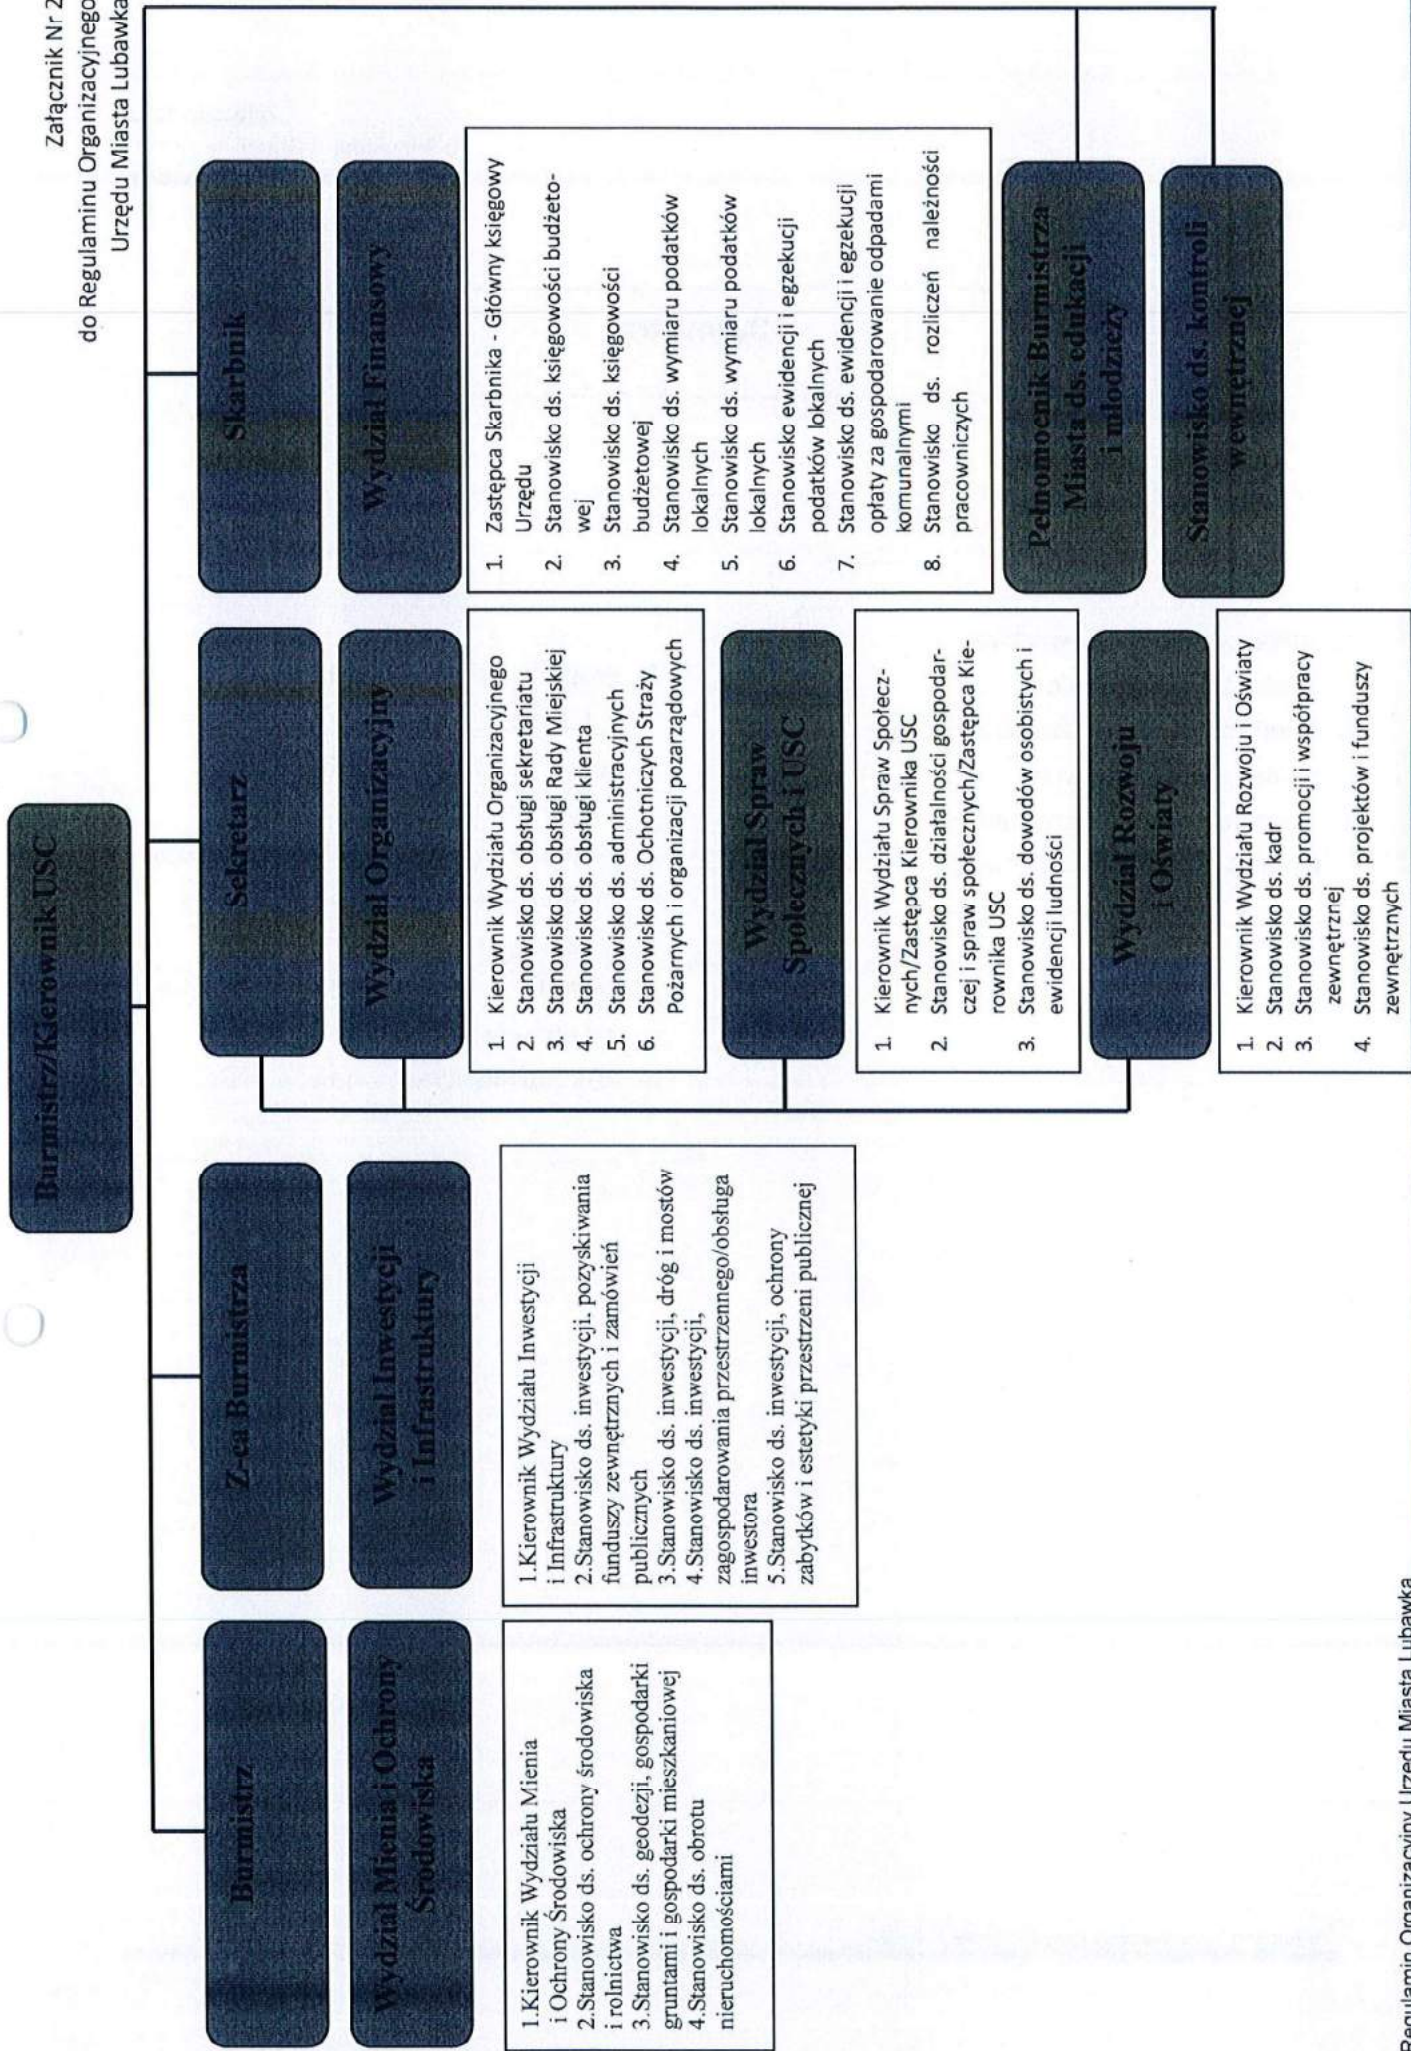 Załącznik Nr 2
do Regulaminu Organizacyjnego
Urzędu Miasta Lubawka
Burmistrz/Kierownik USC
Burmistrz
Wydział Mienia i Ochrony
Środowiska
1.Kierownik Wydziału Mienia
i Ochrony Środowiska
2.Stanowisko ds. ochrony środowiska
i rolnictwa
3.Stanowisko ds. geodezji, gospodarki
gruntami i gospodarki mieszkaniowej
4.Stanowisko ds. obrotu
nieruchomościami
Z-ca Burmistrza
Wydział Inwestycji
i Infrastruktury
1.Kierownik Wydziału Inwestycji
i Infrastruktury
2.Stanowisko ds. inwestycji. pozyskiwania
funduszy zewnętrznych i zamówień
publicznych
3.Stanowisko ds. inwestycji, dróg i mostów
4.Stanowisko ds. inwestycji,
zagospodarowania przestrzennego/obsługa
inwestora
5.Stanowisko ds. inwestycji, ochrony
zabytków i estetyki przestrzeni publicznej
Sekretarz
Wydział Organizacyjny
1. Kierownik Wydziału Organizacyjnego
2. Stanowisko ds. obsługi sekretariatu
3. Stanowisko ds. obsługi Rady Miejskiej
4. Stanowisko ds. obsługi klienta
5. Stanowisko ds. administracyjnych
6. Stanowisko ds. Ochotniczych Straży
Pożarnych i organizacji pozarządowych
Wydział Spraw
Społecznych i USC
1. Kierownik Wydziału Spraw Społecz-
nych/Zastępca Kierownika USC
2. Stanowisko ds. działalności gospodar-
czej i spraw społecznych/Zastępca Kie-
rownika USC
3. Stanowisko ds. dowodów osobistych i
ewidencji ludności
Wydział Rozwoju
i Oświaty
1. Kierownik Wydziału Rozwoju i Oświaty
2. Stanowisko ds. kadr
3. Stanowisko ds. promocji i współpracy
zewnętrznej
4. Stanowisko ds. projektów i funduszy
zewnętrznych
Skarbnik
Wydział Finansowy
1. Zastępca Skarbnika - Główny księgowy
Urzędu
2. Stanowisko ds. księgowości budżeto-
wej
3. Stanowisko ds. księgowości
budżetowej
4. Stanowisko ds. wymiaru podatków
lokalnych
5. Stanowisko ds. wymiaru podatków
lokalnych
6. Stanowisko ewidencji i egzekucji
podatków lokalnych
7. Stanowisko ds. ewidencji i egzekucji
opłaty za gospodarowanie odpadami
komunalnymi
8. Stanowisko ds. rozliczeń należności
pracowniczych
Pełnomocnik Burmistrza
Miasta ds. edukacji
i młodzieży
Stanowisko ds. kontroli
wewnętrznej
Regulamin Organizacyjny Urzędu Miasta Lubawka